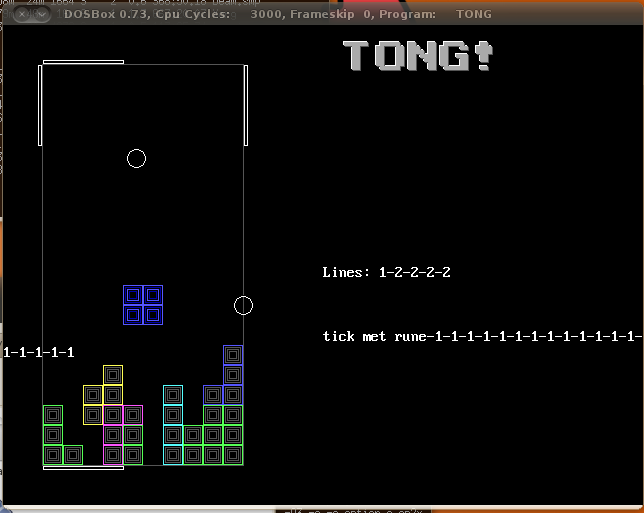 DOSBox 0.73, Cpu Cycles: 3000, Frameskip 0, Program: TONG
TONG!
Lines: 1-2-2-2-2
tick met rune-1-1-1-1-1-1-1-1-1-1-1-1-1-
1-1-1-1-1